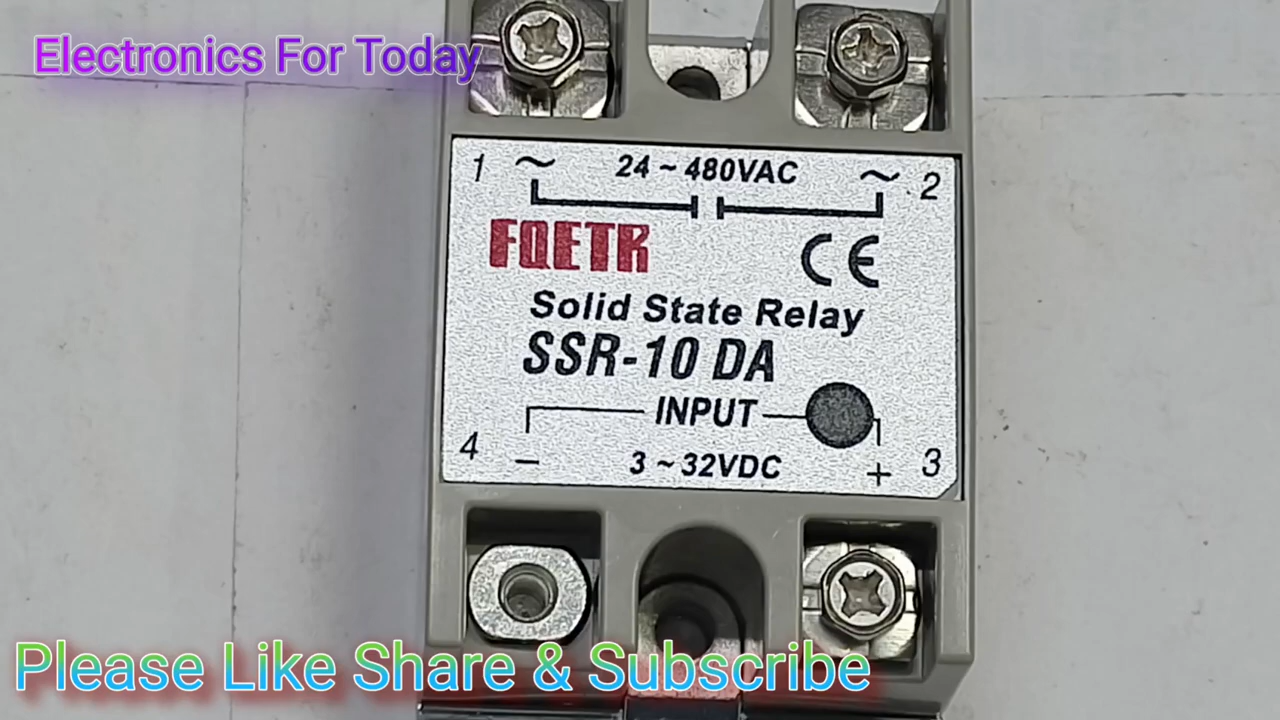 Electronics For Today
1 ~ 24 ~ 480VAC ~ 2
FQETR CE
Solid State Relay
SSR-10 DA
INPUT
4 − 3 ~ 32VDC + 3
Please Like Share & Subscribe